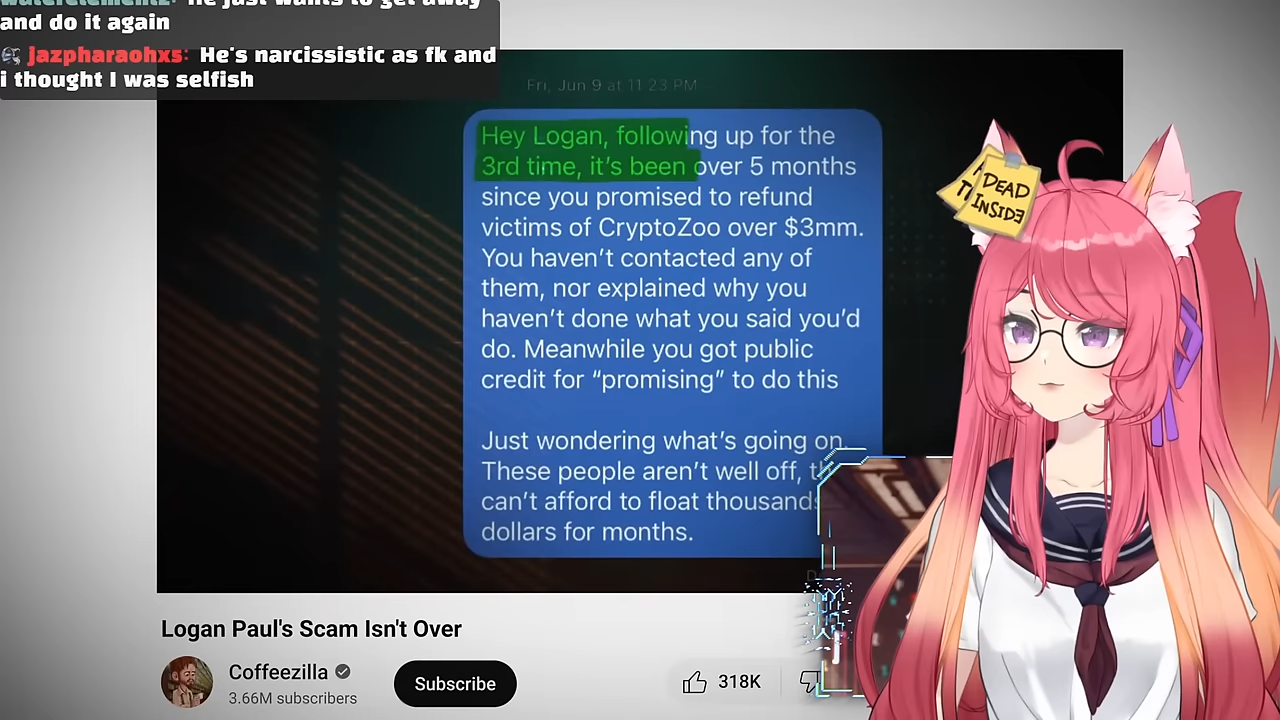 and do it again
jazpharaohxs: He's narcissistic as fk and
i thought I was selfish
Fri, Jun 9 at 11:23 PM
Hey Logan, following up for the
3rd time, it's been over 5 months
since you promised to refund
victims of CryptoZoo over $3mm.
You haven't contacted any of
them, nor explained why you
haven't done what you said you'd
do. Meanwhile you got public
credit for “promising” to do this
Just wondering what's going on.
These people aren't well off,
can't afford to float thousands
dollars for months.
DEAD
INSIDE
Logan Paul's Scam Isn't Over
Coffeezilla
3.66M subscribers
Subscribe
318K